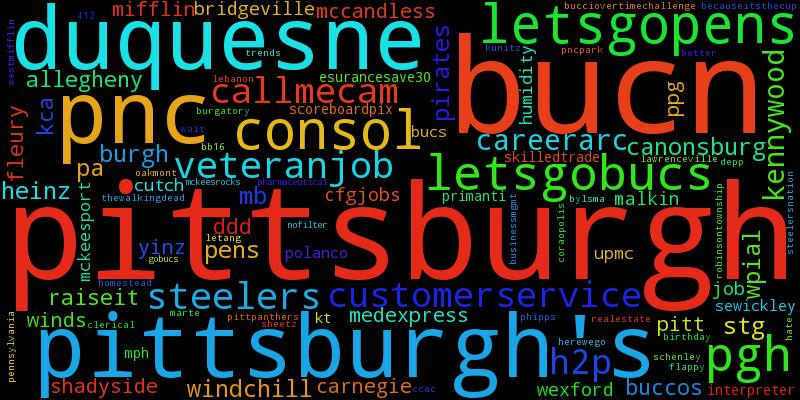 bucciovertimechallenge becauseitsthecup
mifflin bridgeville mccandless
412
duquesne
letsgopens
westmifflin
trends
kunitz
pncpark
better
allegheny
lebanon
esurancesave30
pirates
humidity
bucn
kennywood
callmecam
pnc
kca
burgatory
scoreboardpix
ppg
fleury
wait
consol
bucs
burgh
bb16
careerarc
canonsburg
skilledtrade
lawrenceville
depp
pa
oakmont
veteranjob
letsgobucs
heinz
cutch
mckeesrocks
pharmaceutical
thewalkingdead
mb
cfgjobs
primanti
bylsma
malkin
mckeesport
pittsburgh
ddd
nofilter
businessmgmt
coraopolis
robinsontownship
steelersnation
yinz
letang
pens
gobucs
polanco
upmc
wpial
homestead
raiseit
steelers
customerservice
job
sewickley
winds
clerical
marte
pittpanthers
sheetz
kt
medexpress
phipps
realestate
pitt
stg
hate
pennsylvania
pittsburgh's
herewego
birthday
mph
h2p
schenley
flappy
pgh
shadyside
windchill
carnegie
ccac
wexford
buccos
interpreter